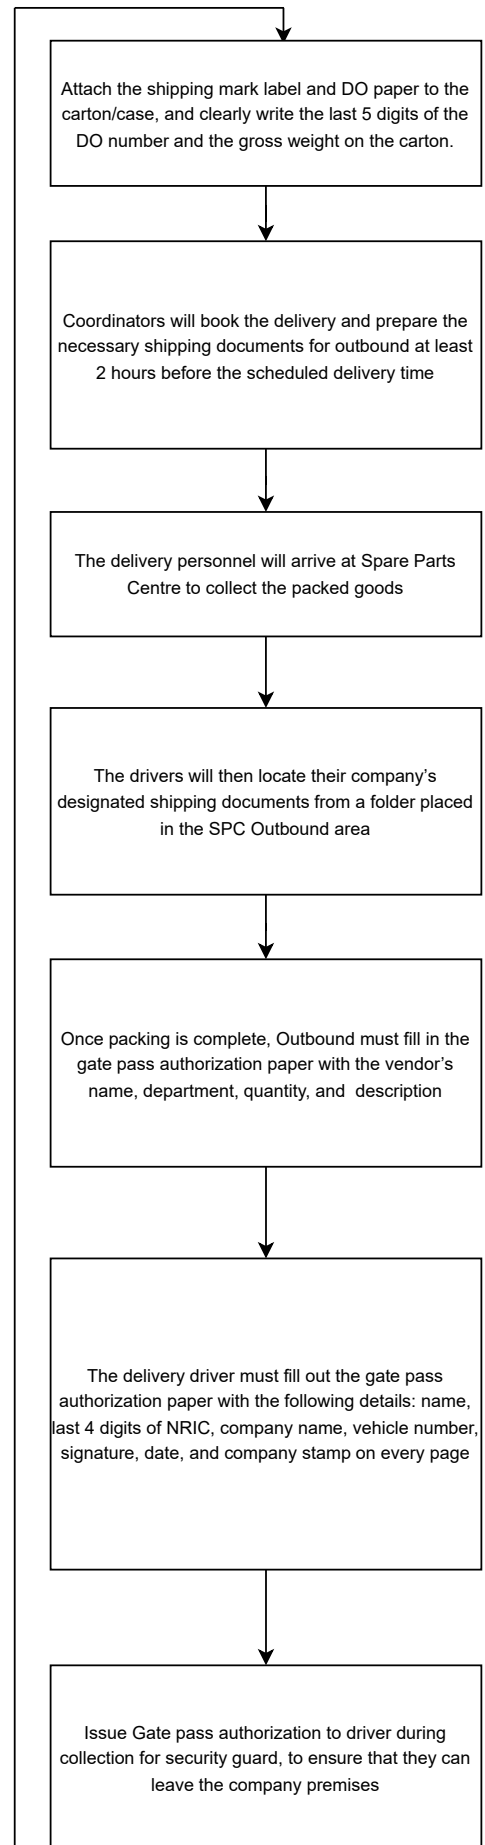 Attach the shipping mark label and DO paper to the
carton/case, and clearly write the last 5 digits of the
DO number and the gross weight on the carton.
Coordinators will book the delivery and prepare the
necessary shipping documents for outbound at least
2 hours before the scheduled delivery time
The delivery personnel will arrive at Spare Parts
Centre to collect the packed goods
The drivers will then locate their company’s
designated shipping documents from a folder placed
in the SPC Outbound area
Once packing is complete, Outbound must fill in the
gate pass authorization paper with the vendor’s
name, department, quantity, and  description
The delivery driver must fill out the gate pass
authorization paper with the following details: name,
last 4 digits of NRIC, company name, vehicle number,
signature, date, and company stamp on every page
Issue Gate pass authorization to driver during
collection for security guard, to ensure that they can
leave the company premises